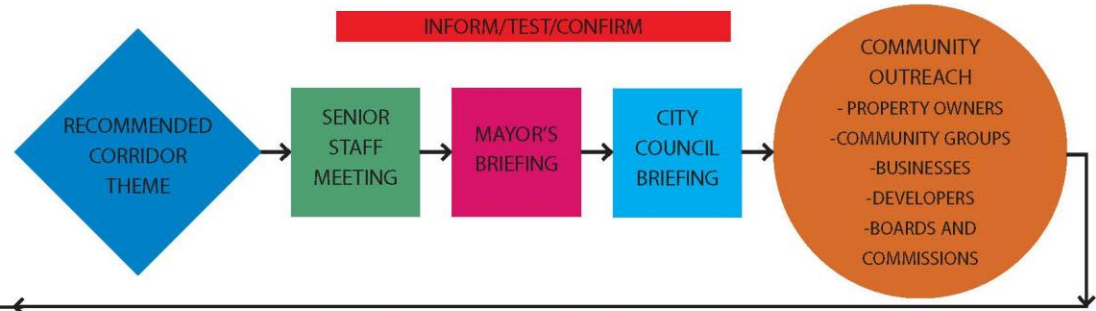 INFORM/TEST/CONFIRM
RECOMMENDED
CORRIDOR
THEME
SENIOR
STAFF
MEETING
MAYOR'S
BRIEFING
CITY
COUNCIL
BRIEFING
COMMUNITY
OUTREACH
- PROPERTY OWNERS
-COMMUNITY GROUPS
-BUSINESSES
-DEVELOPERS
-BOARDS AND
COMMISSIONS